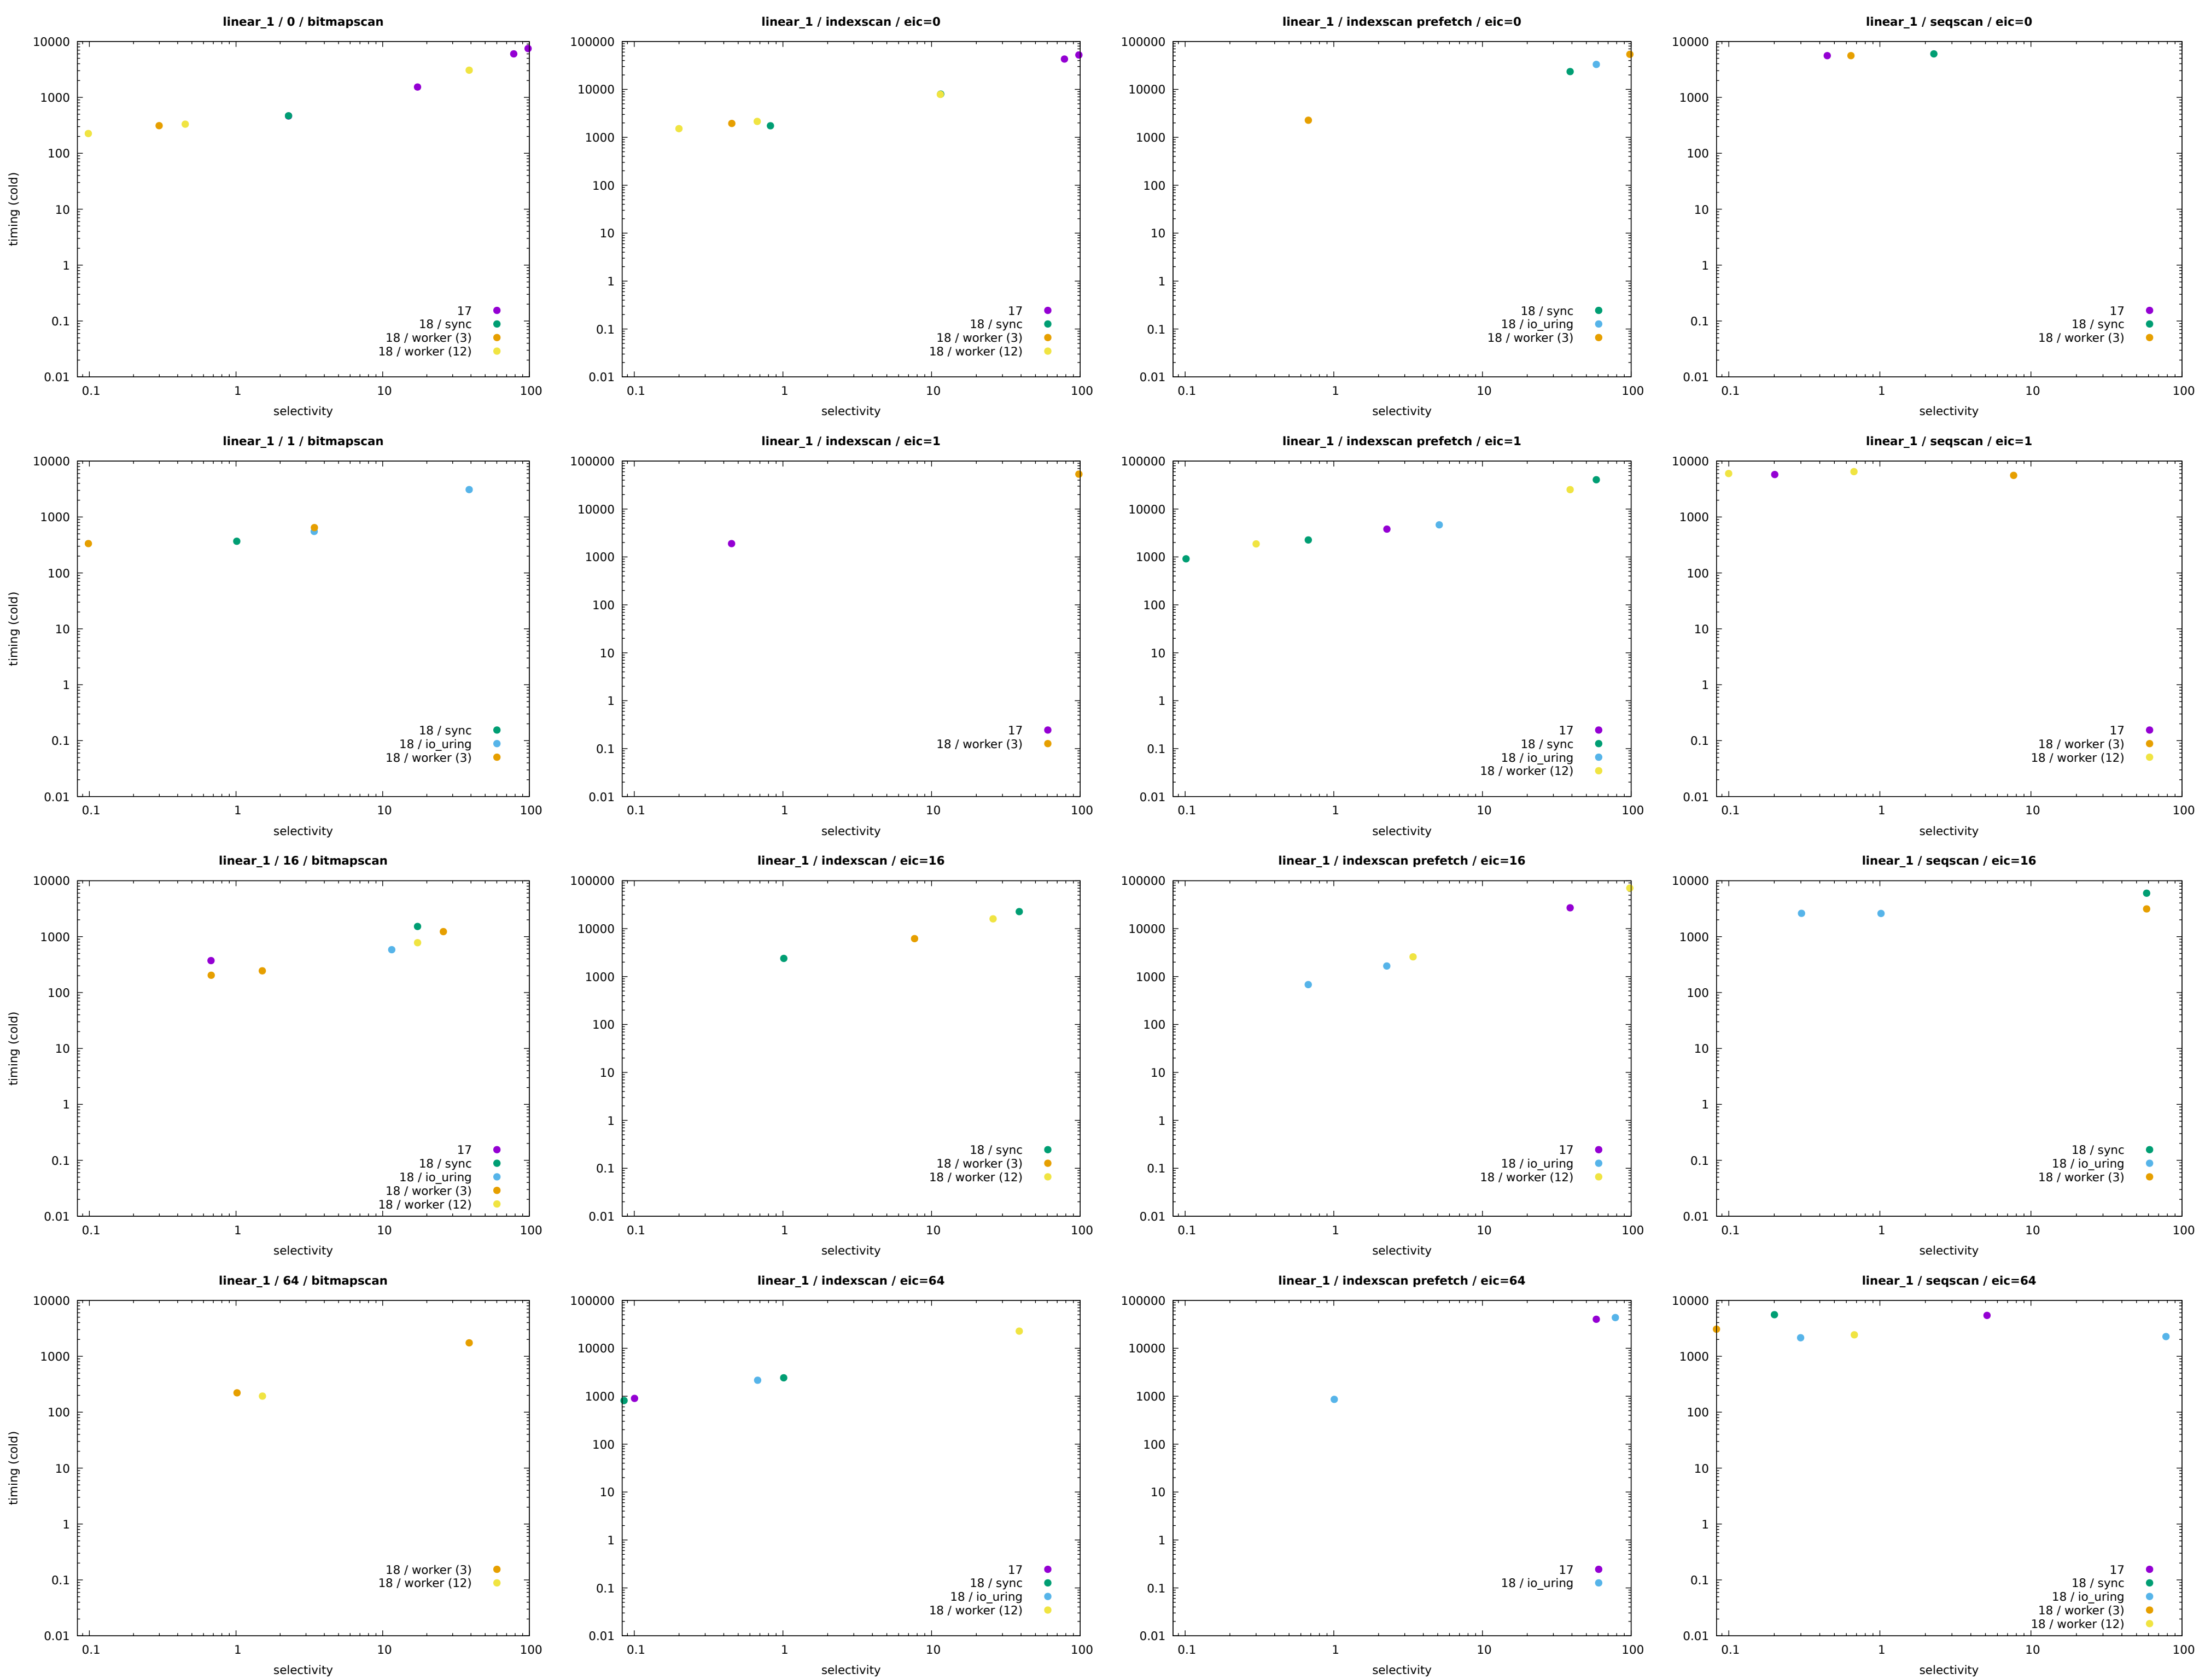 linear_1 / 0 / bitmapscan
10000
1000
100
10
1
0.1
0.01
timing (cold)
17
18 / sync
18 / worker (3)
18 / worker (12)
0.1 1 10 100
selectivity
linear_1 / indexscan / eic=0
100000
10000
1000
100
10
1
0.1
0.01
17
18 / sync
18 / worker (3)
18 / worker (12)
0.1 1 10 100
selectivity
linear_1 / indexscan prefetch / eic=0
100000
10000
1000
100
10
1
0.1
0.01
18 / sync
18 / io_uring
18 / worker (3)
0.1 1 10 100
selectivity
linear_1 / seqscan / eic=0
10000
1000
100
10
1
0.1
0.01
17
18 / sync
18 / worker (3)
0.1 1 10 100
selectivity
linear_1 / 1 / bitmapscan
10000
1000
100
10
1
0.1
0.01
timing (cold)
18 / sync
18 / io_uring
18 / worker (3)
0.1 1 10 100
selectivity
linear_1 / indexscan / eic=1
100000
10000
1000
100
10
1
0.1
0.01
17
18 / worker (3)
0.1 1 10 100
selectivity
linear_1 / indexscan prefetch / eic=1
100000
10000
1000
100
10
1
0.1
0.01
17
18 / sync
18 / io_uring
18 / worker (12)
0.1 1 10 100
selectivity
linear_1 / seqscan / eic=1
10000
1000
100
10
1
0.1
0.01
17
18 / worker (3)
18 / worker (12)
0.1 1 10 100
selectivity
linear_1 / 16 / bitmapscan
10000
1000
100
10
1
0.1
0.01
timing (cold)
17
18 / sync
18 / io_uring
18 / worker (3)
18 / worker (12)
0.1 1 10 100
selectivity
linear_1 / indexscan / eic=16
100000
10000
1000
100
10
1
0.1
0.01
18 / sync
18 / worker (3)
18 / worker (12)
0.1 1 10 100
selectivity
linear_1 / indexscan prefetch / eic=16
100000
10000
1000
100
10
1
0.1
0.01
17
18 / io_uring
18 / worker (12)
0.1 1 10 100
selectivity
linear_1 / seqscan / eic=16
10000
1000
100
10
1
0.1
0.01
18 / sync
18 / io_uring
18 / worker (3)
0.1 1 10 100
selectivity
linear_1 / 64 / bitmapscan
10000
1000
100
10
1
0.1
0.01
timing (cold)
18 / worker (3)
18 / worker (12)
0.1 1 10 100
selectivity
linear_1 / indexscan / eic=64
100000
10000
1000
100
10
1
0.1
0.01
17
18 / sync
18 / io_uring
18 / worker (12)
0.1 1 10 100
selectivity
linear_1 / indexscan prefetch / eic=64
100000
10000
1000
100
10
1
0.1
0.01
17
18 / io_uring
0.1 1 10 100
selectivity
linear_1 / seqscan / eic=64
10000
1000
100
10
1
0.1
0.01
17
18 / sync
18 / io_uring
18 / worker (3)
18 / worker (12)
0.1 1 10 100
selectivity